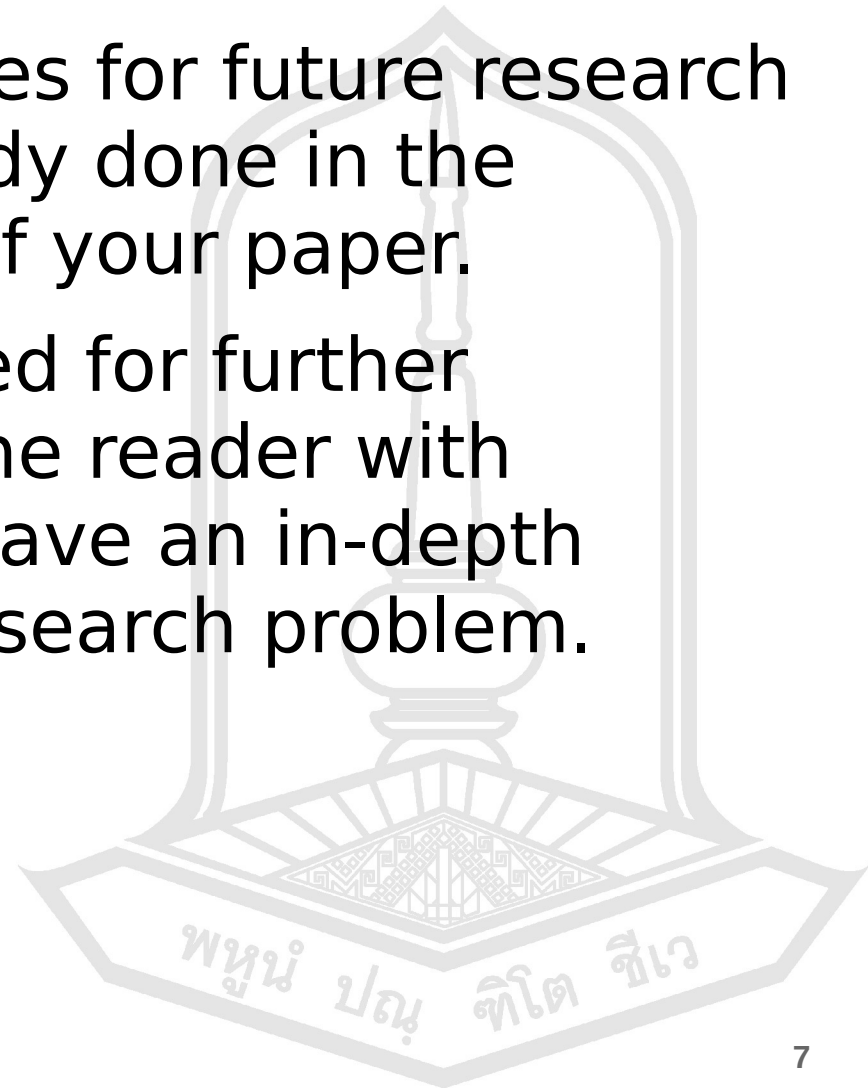 es for future research
dy done in the
f your paper.
ed for further
ne reader with
ave an in-depth
search problem.
พหูนํ ปณฺฑิโต ชีเว
7